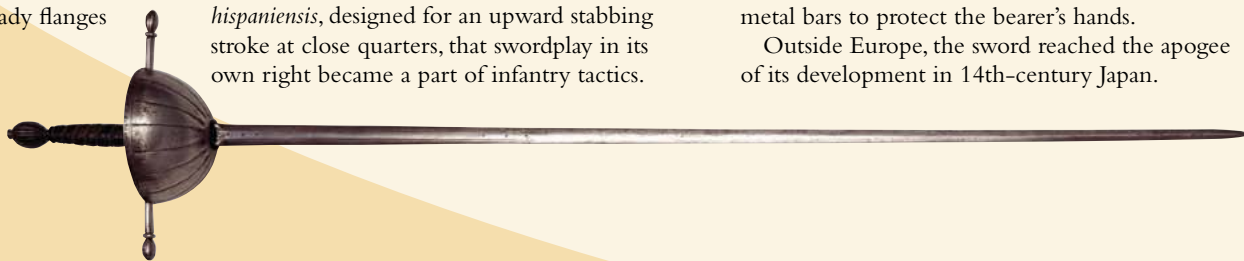 ady flanges
hispaniensis, designed for an upward stabbing
stroke at close quarters, that swordplay in its
own right became a part of infantry tactics.
metal bars to protect the bearer’s hands.
Outside Europe, the sword reached the apogee
of its development in 14th-century Japan.